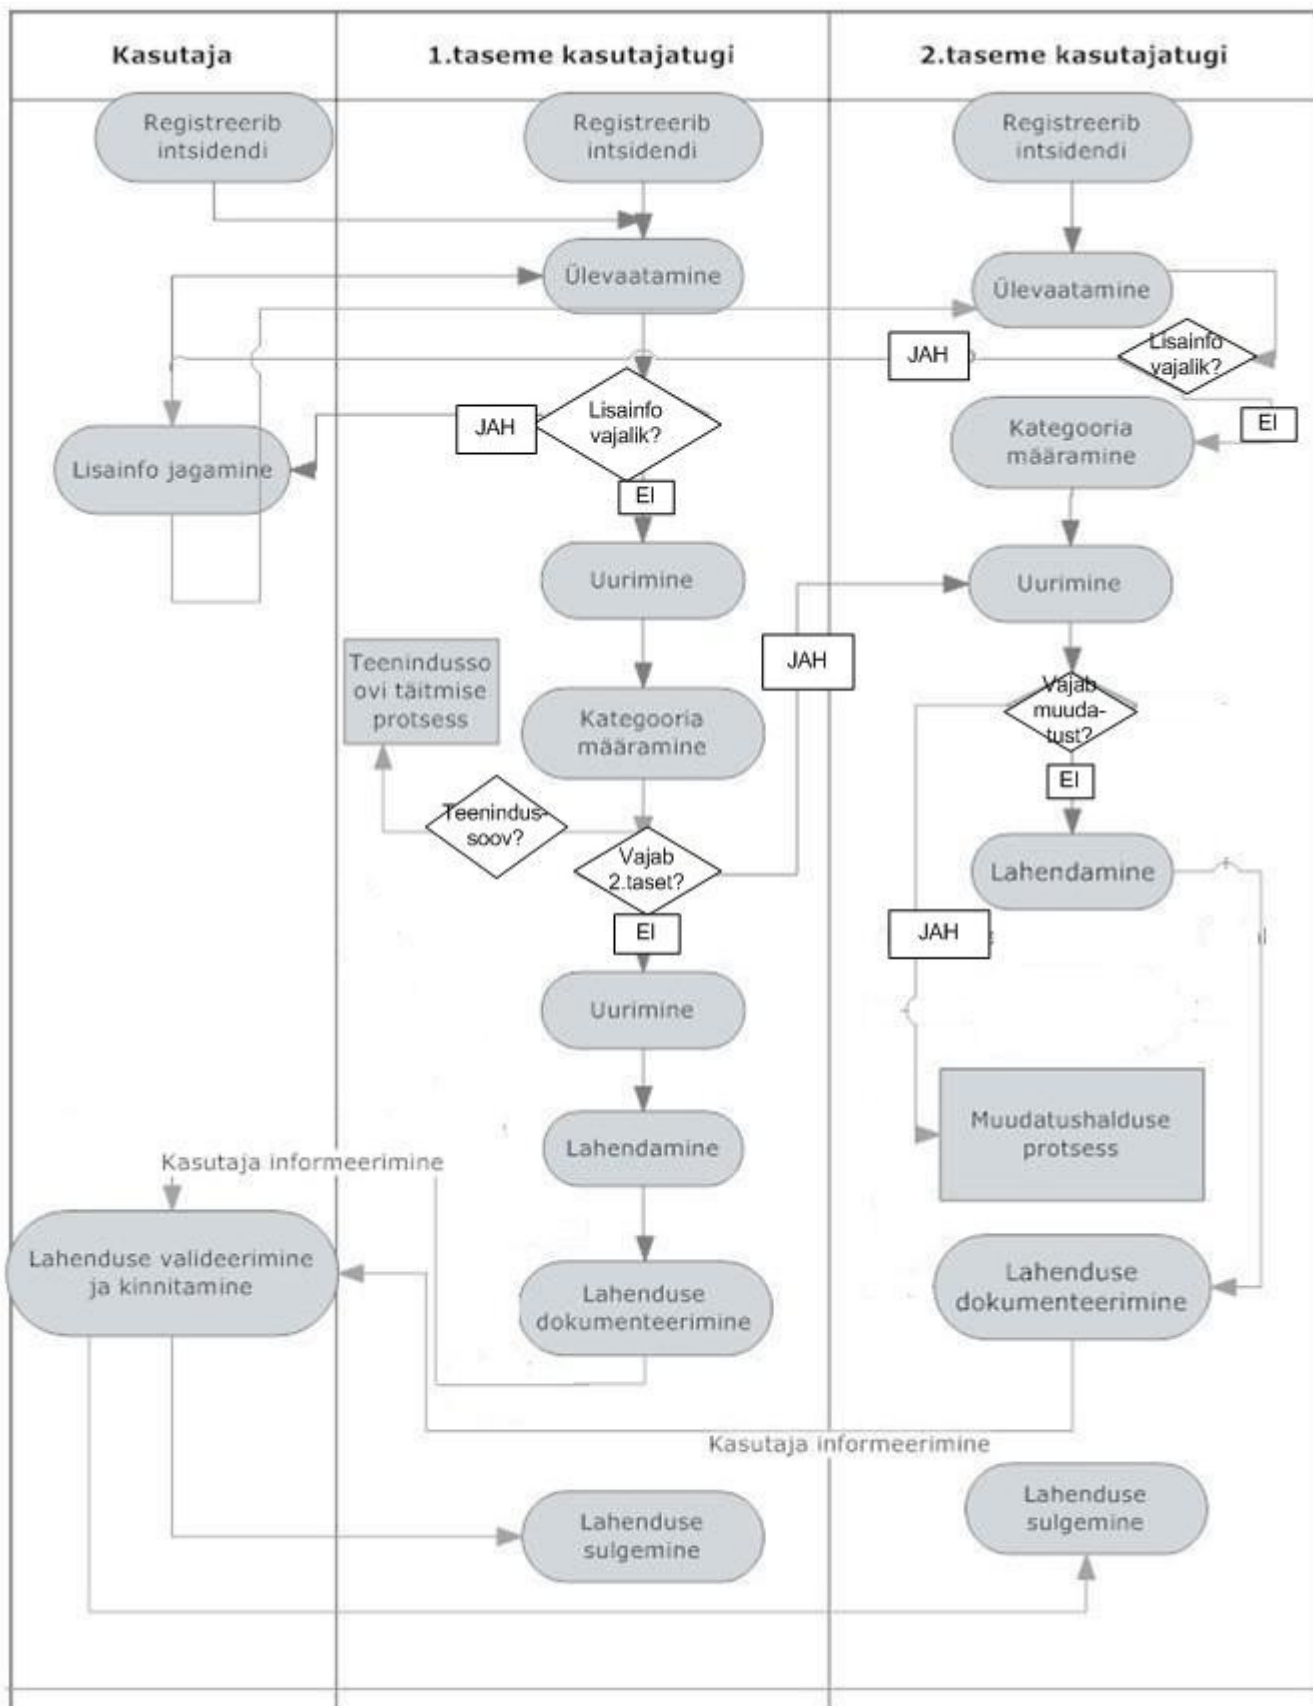 Kasutaja
1.taseme kasutajatugi
2.taseme kasutajatugi
Registreerib
intsidendi
Registreerib
intsidendi
Registreerib
intsidendi
Ülevaatamine
Ülevaatamine
Lisainfo
vajalik?
JAH
Lisainfo
vajalik?
JAH
EI
Kategooria
määramine
Lisainfo jagamine
EI
Uurimine
Uurimine
JAH
Teenindusso
ovi täitmise
protsess
Kategooria
määramine
Vajab
muuda-
tust?
EI
Teenindus-
soov?
Vajab
2.taset?
Lahendamine
EI
JAH
Uurimine
Lahendamine
Muudatushalduse
protsess
Kasutaja informeerimine
Lahenduse valideerimine
ja kinnitamine
Lahenduse
dokumenteerimine
Lahenduse
dokumenteerimine
Kasutaja informeerimine
Lahenduse
sulgemine
Lahenduse
sulgemine